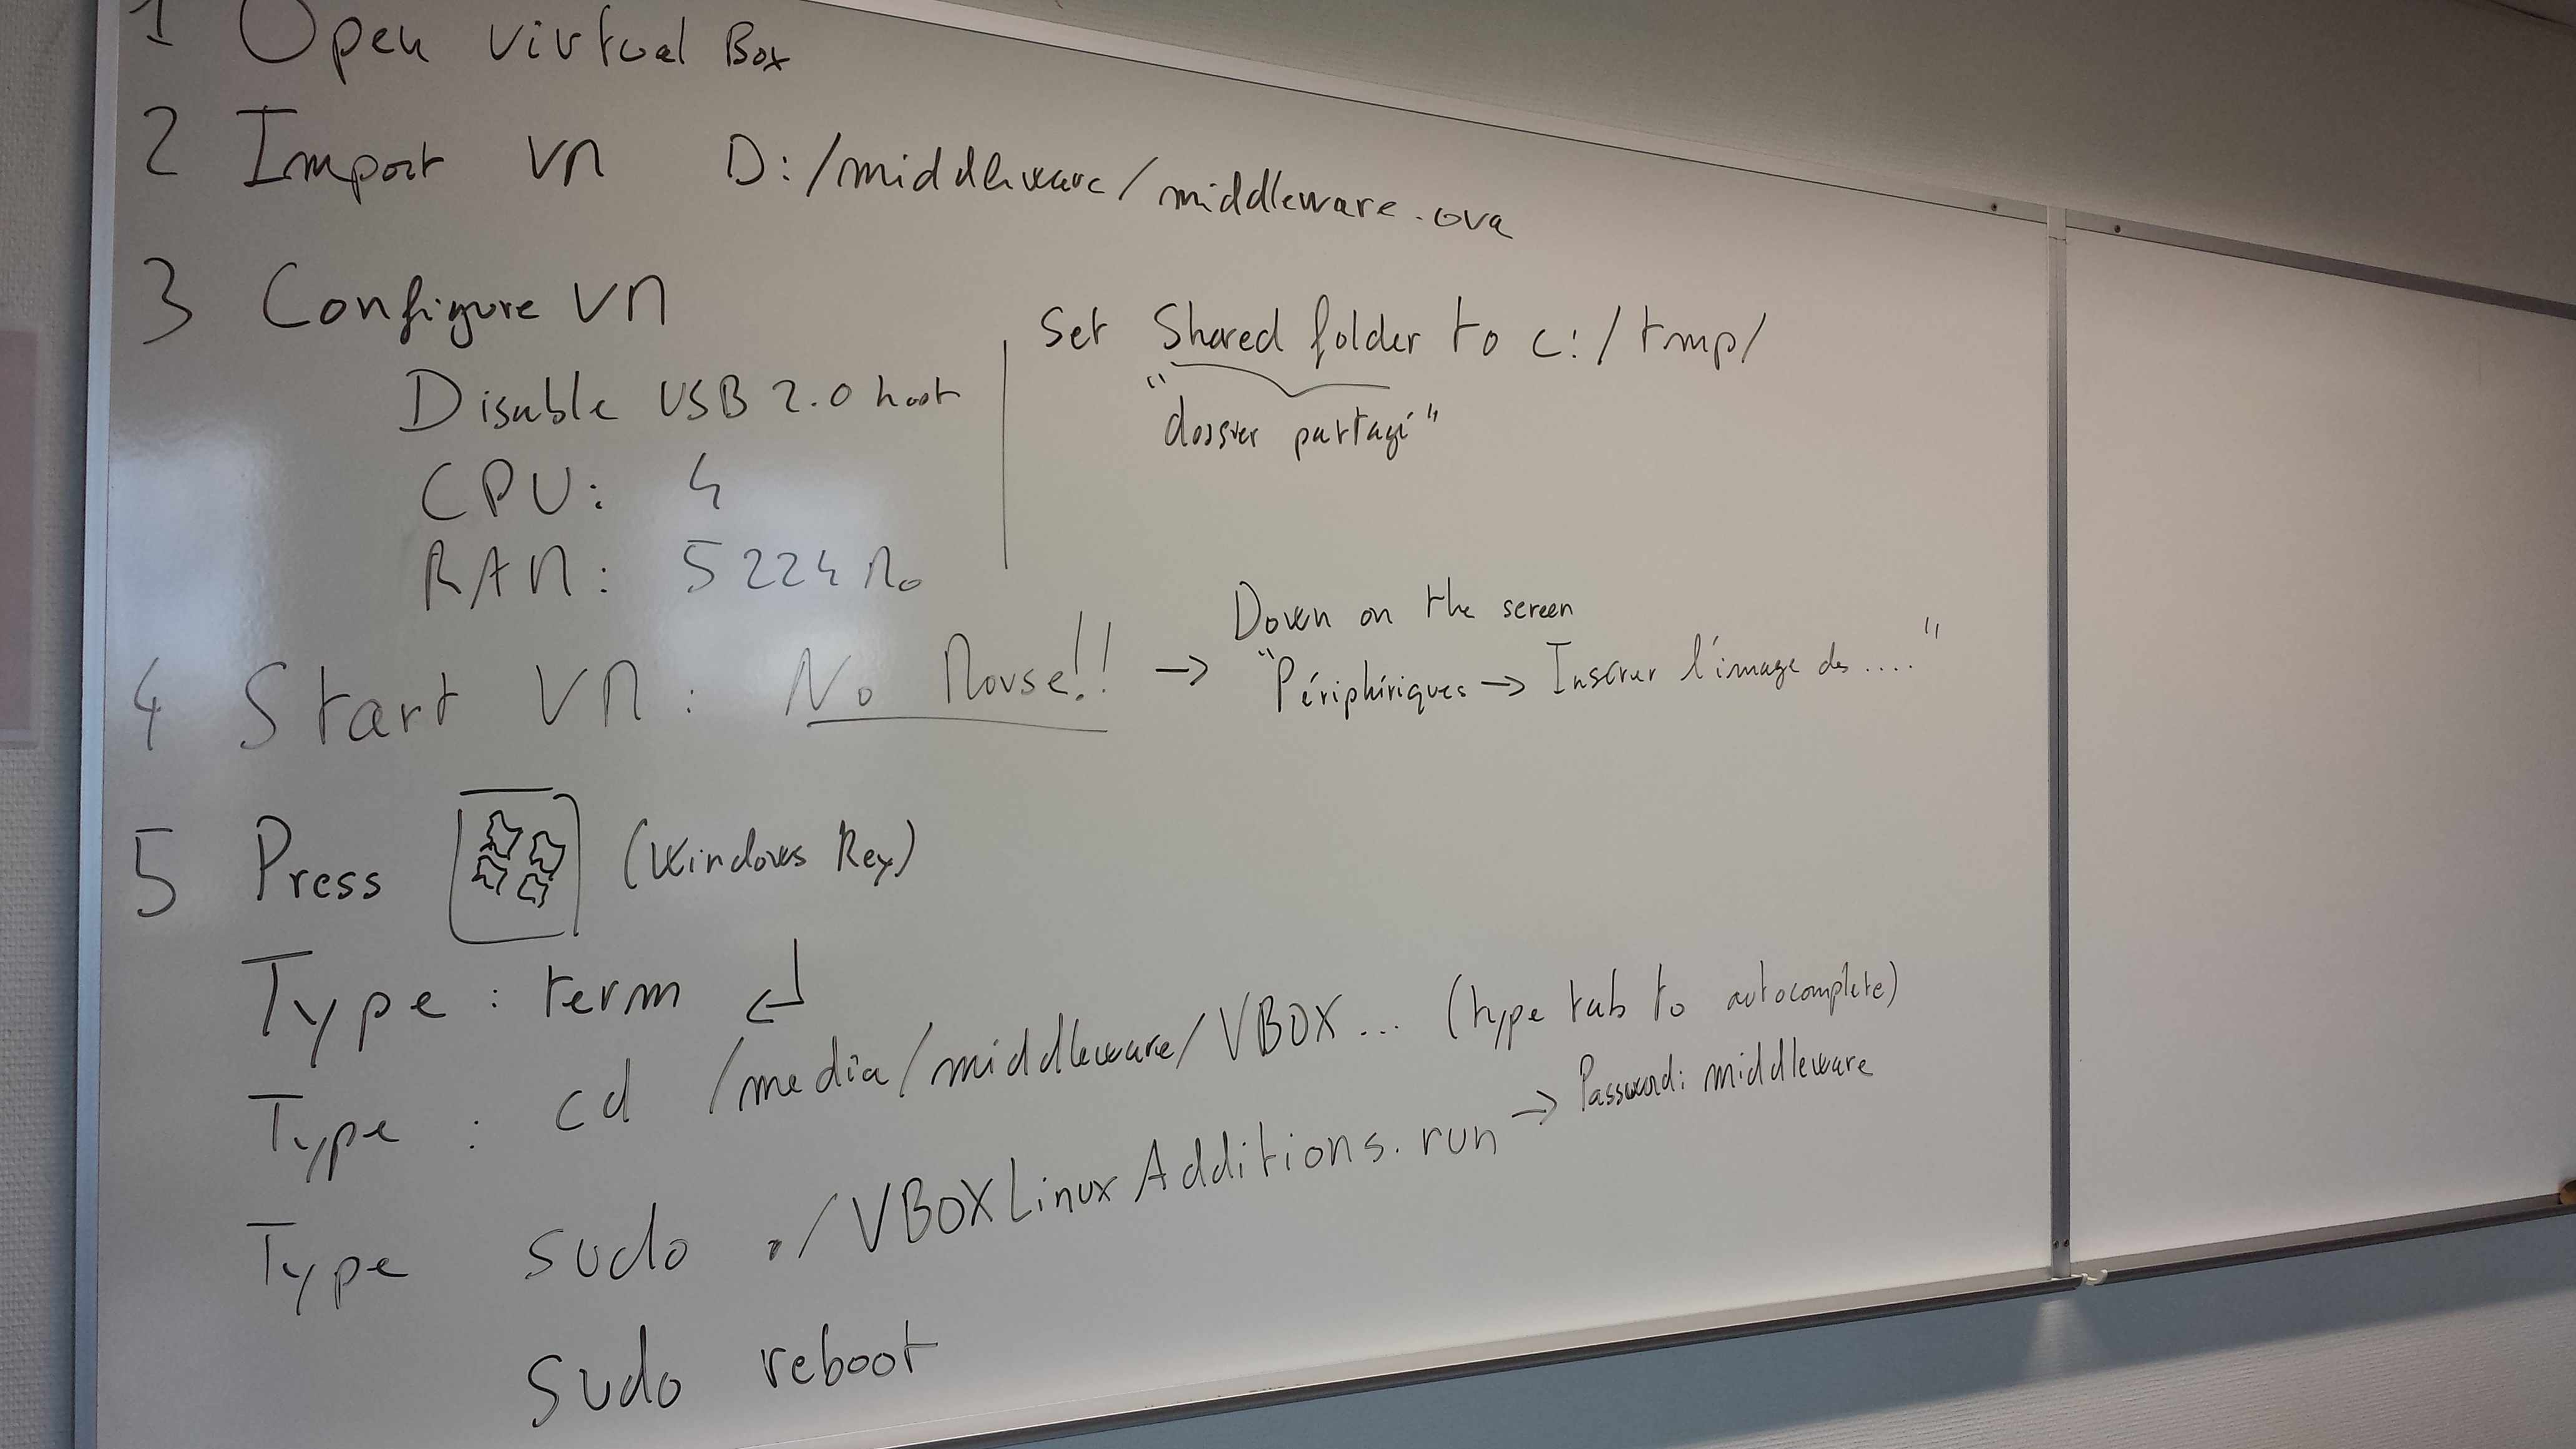 1 Open virtual Box
2 Import VM D:/middleware/middleware.ova
3 Configure VM
Disable USB 2.0 host
CPU: 4
RAM: 5224 Mo
Set Shared folder to c:/tmp/
"dossier partagé"
4 Start VM: No Mouse!! → Down on the screen
"Périphériques → Insérer l'image des ...."
5 Press (Windows Key)
Type: term ↵
Type: cd /media/middleware/VBOX... (type tab to autocomplete)
Type sudo ./VBOXLinuxAdditions.run → Password: middleware
sudo reboot